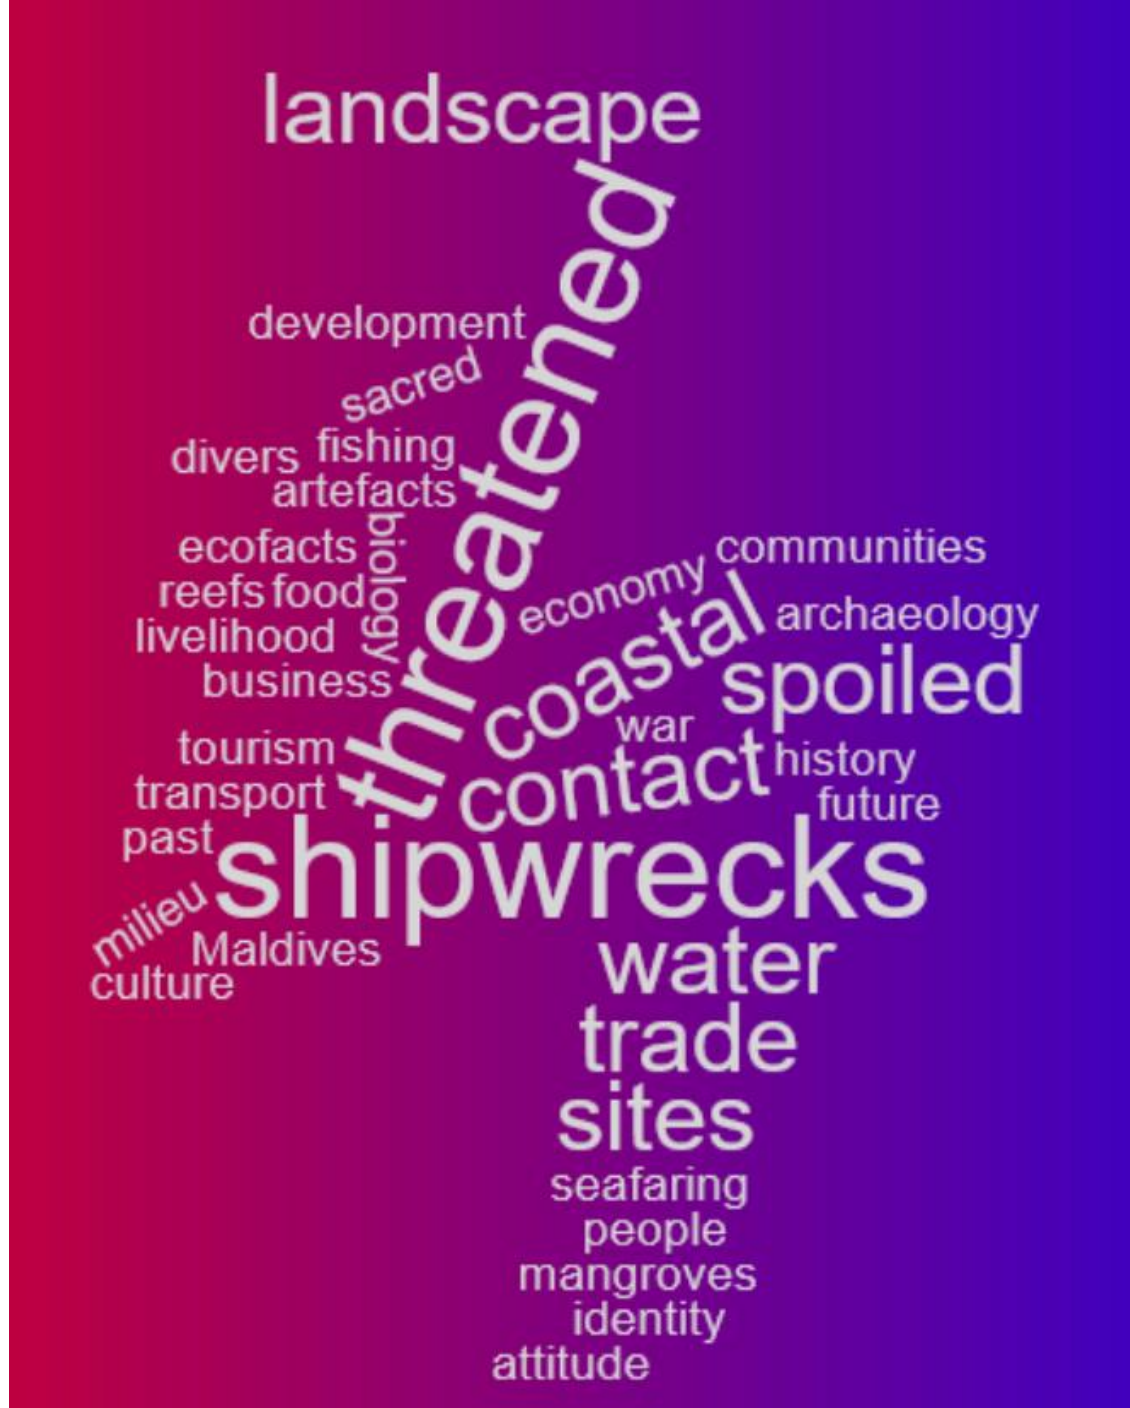 landscape
threatened
development
sacred
divers
fishing
artefacts
biology
ecofacts
reefs
food
livelihood
business
economy
communities
coastal
archaeology
spoiled
war
contact
history
future
tourism
transport
past
shipwrecks
milieu
Maldives
culture
water
trade
sites
seafaring
people
mangroves
identity
attitude